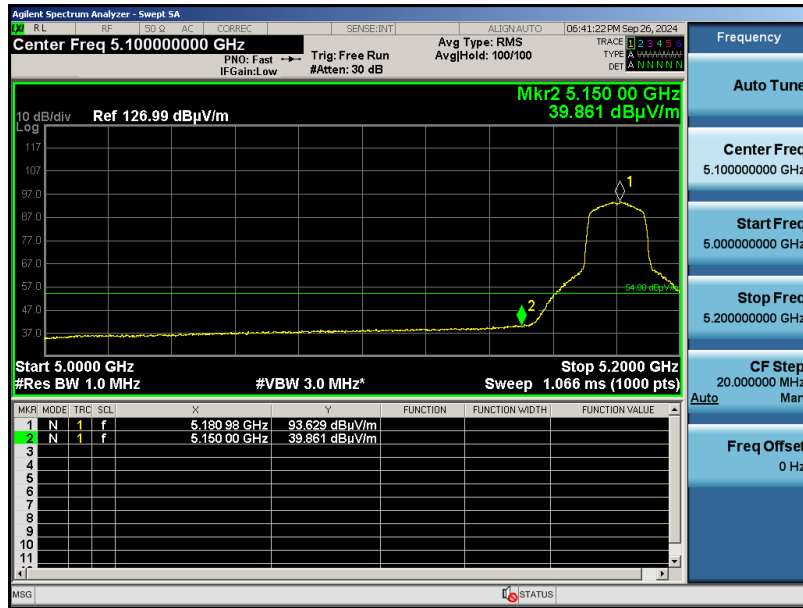 Agilent Spectrum Analyzer - Swept SA
LXI RL RF 50 Ω AC CORREC SENSE:INT ALIGN AUTO 06:41:22 PM Sep 26, 2024
Center Freq 5.100000000 GHz
PNO: Fast
IFGain:Low
Trig: Free Run
#Atten: 30 dB
Avg Type: RMS
Avg|Hold: 100/100
TRACE 1 2 3 4 5 6
TYPE A WWWWW
DET A N N N N N
Mkr2 5.150 00 GHz
39.861 dBµV/m
10 dB/div Ref 126.99 dBµV/m
Log
117
107
97.0
87.0
77.0
67.0
57.0
47.0
37.0
1
2
54.00 dBµV/m
Start 5.0000 GHz Stop 5.2000 GHz
#Res BW 1.0 MHz #VBW 3.0 MHz* Sweep 1.066 ms (1000 pts)
MKR MODE TRC SCL X Y FUNCTION FUNCTION WIDTH FUNCTION VALUE
1 N 1 f 5.180 98 GHz 93.629 dBµV/m
2 N 1 f 5.150 00 GHz 39.861 dBµV/m
3
4
5
6
7
8
9
10
11
MSG STATUS
Frequency
Auto Tune
Center Freq
5.100000000 GHz
Start Freq
5.000000000 GHz
Stop Freq
5.200000000 GHz
CF Step
20.000000 MHz
Auto Man
Freq Offset
0 Hz